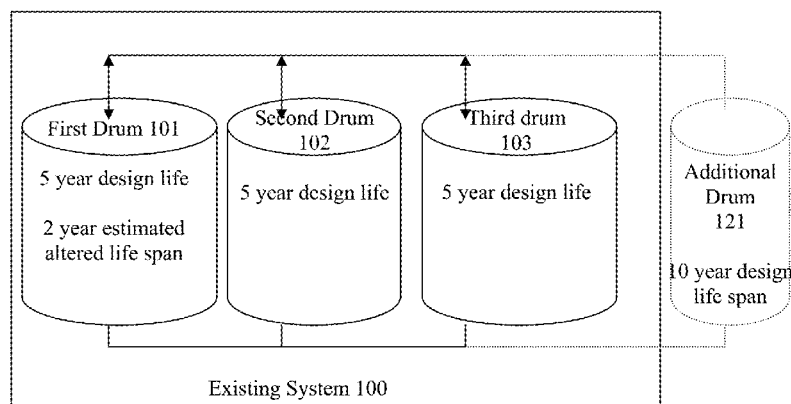 First Drum 101
5 year design life
2 year estimated
altered life span
Second Drum
102
5 year design life
Third drum
103
5 year design life
Additional
Drum
121
10 year design
life span
Existing System 100